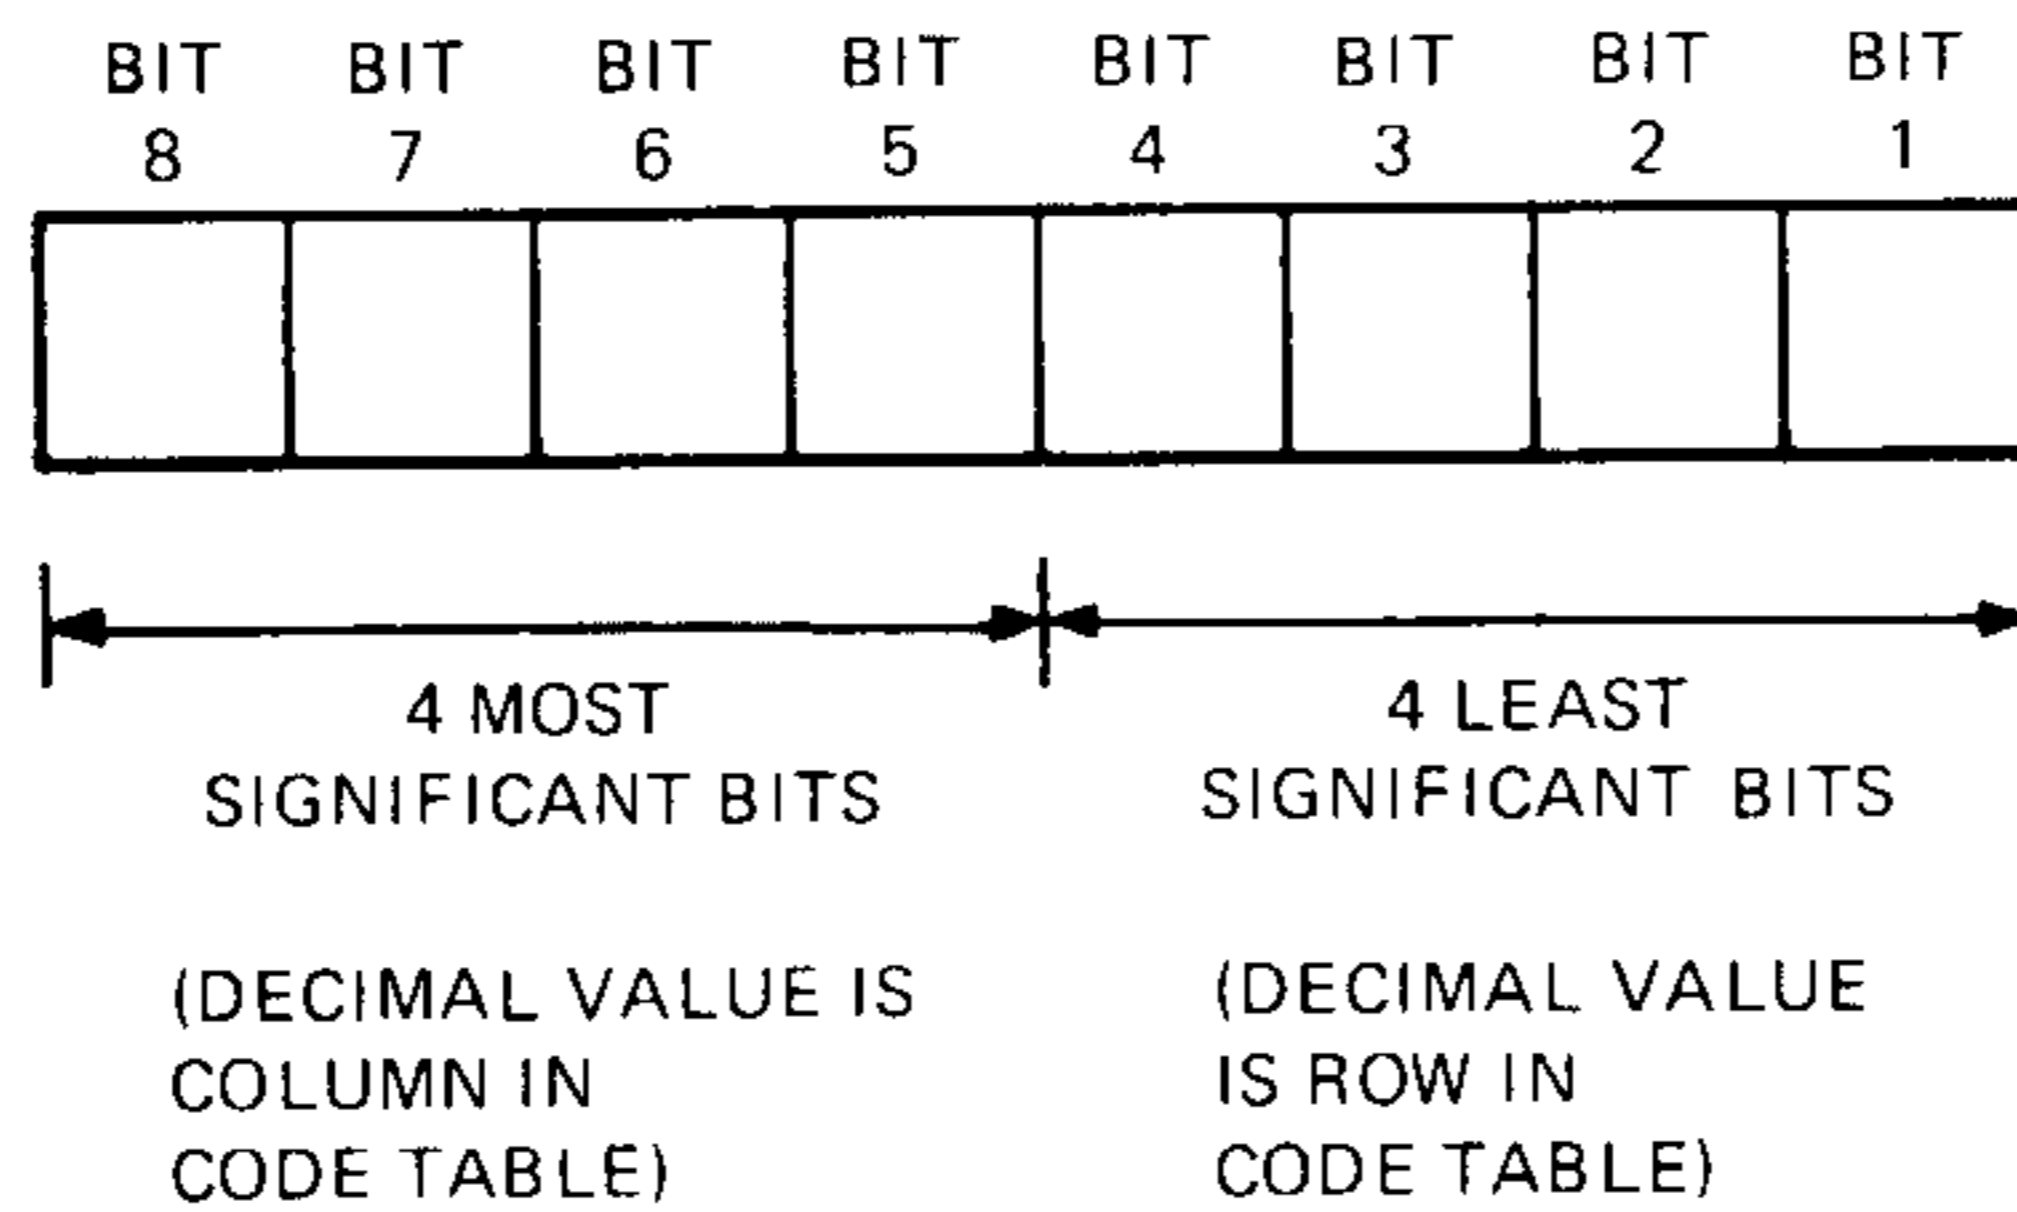 BIT BIT BIT BIT BIT BIT BIT BIT
8 7 6 5 4 3 2 1
4 MOST
SIGNIFICANT BITS
4 LEAST
SIGNIFICANT BITS
(DECIMAL VALUE IS
COLUMN IN
CODE TABLE)
(DECIMAL VALUE
IS ROW IN
CODE TABLE)